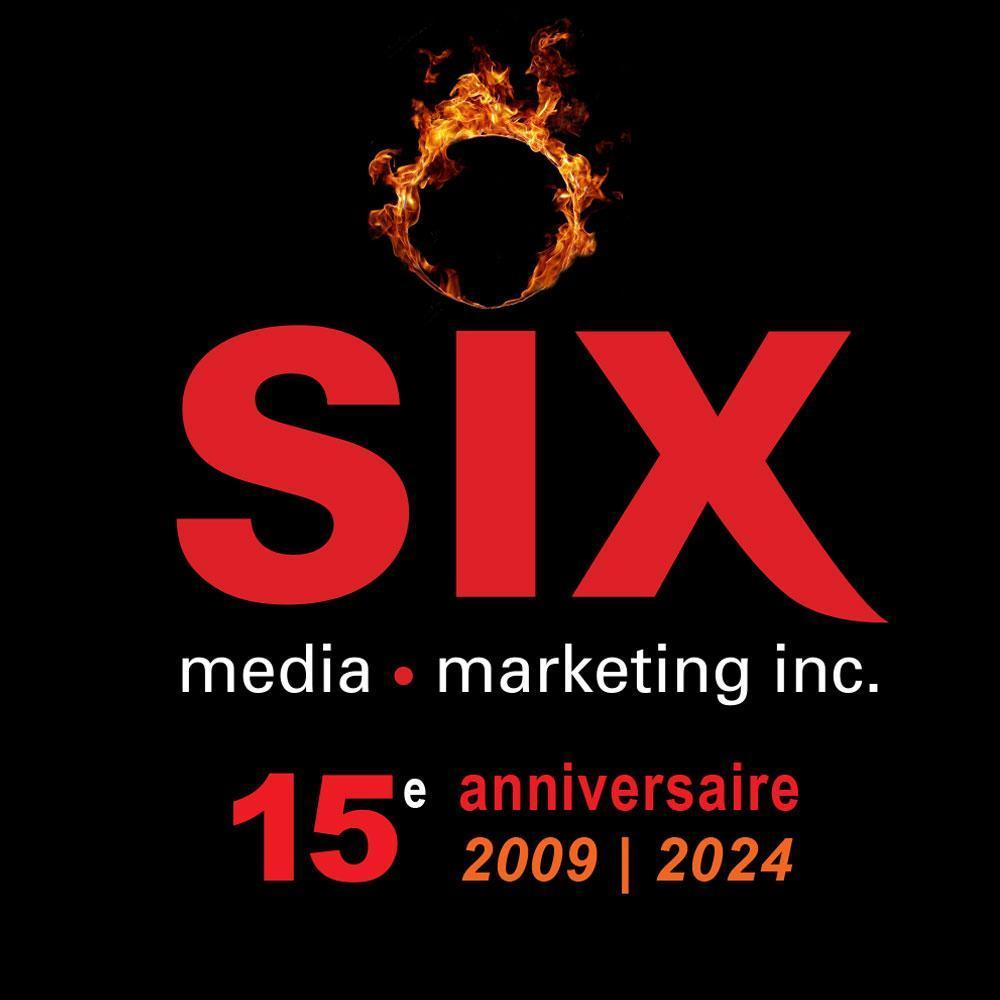 SIX
media • marketing inc.
15e anniversaire
2009 | 2024